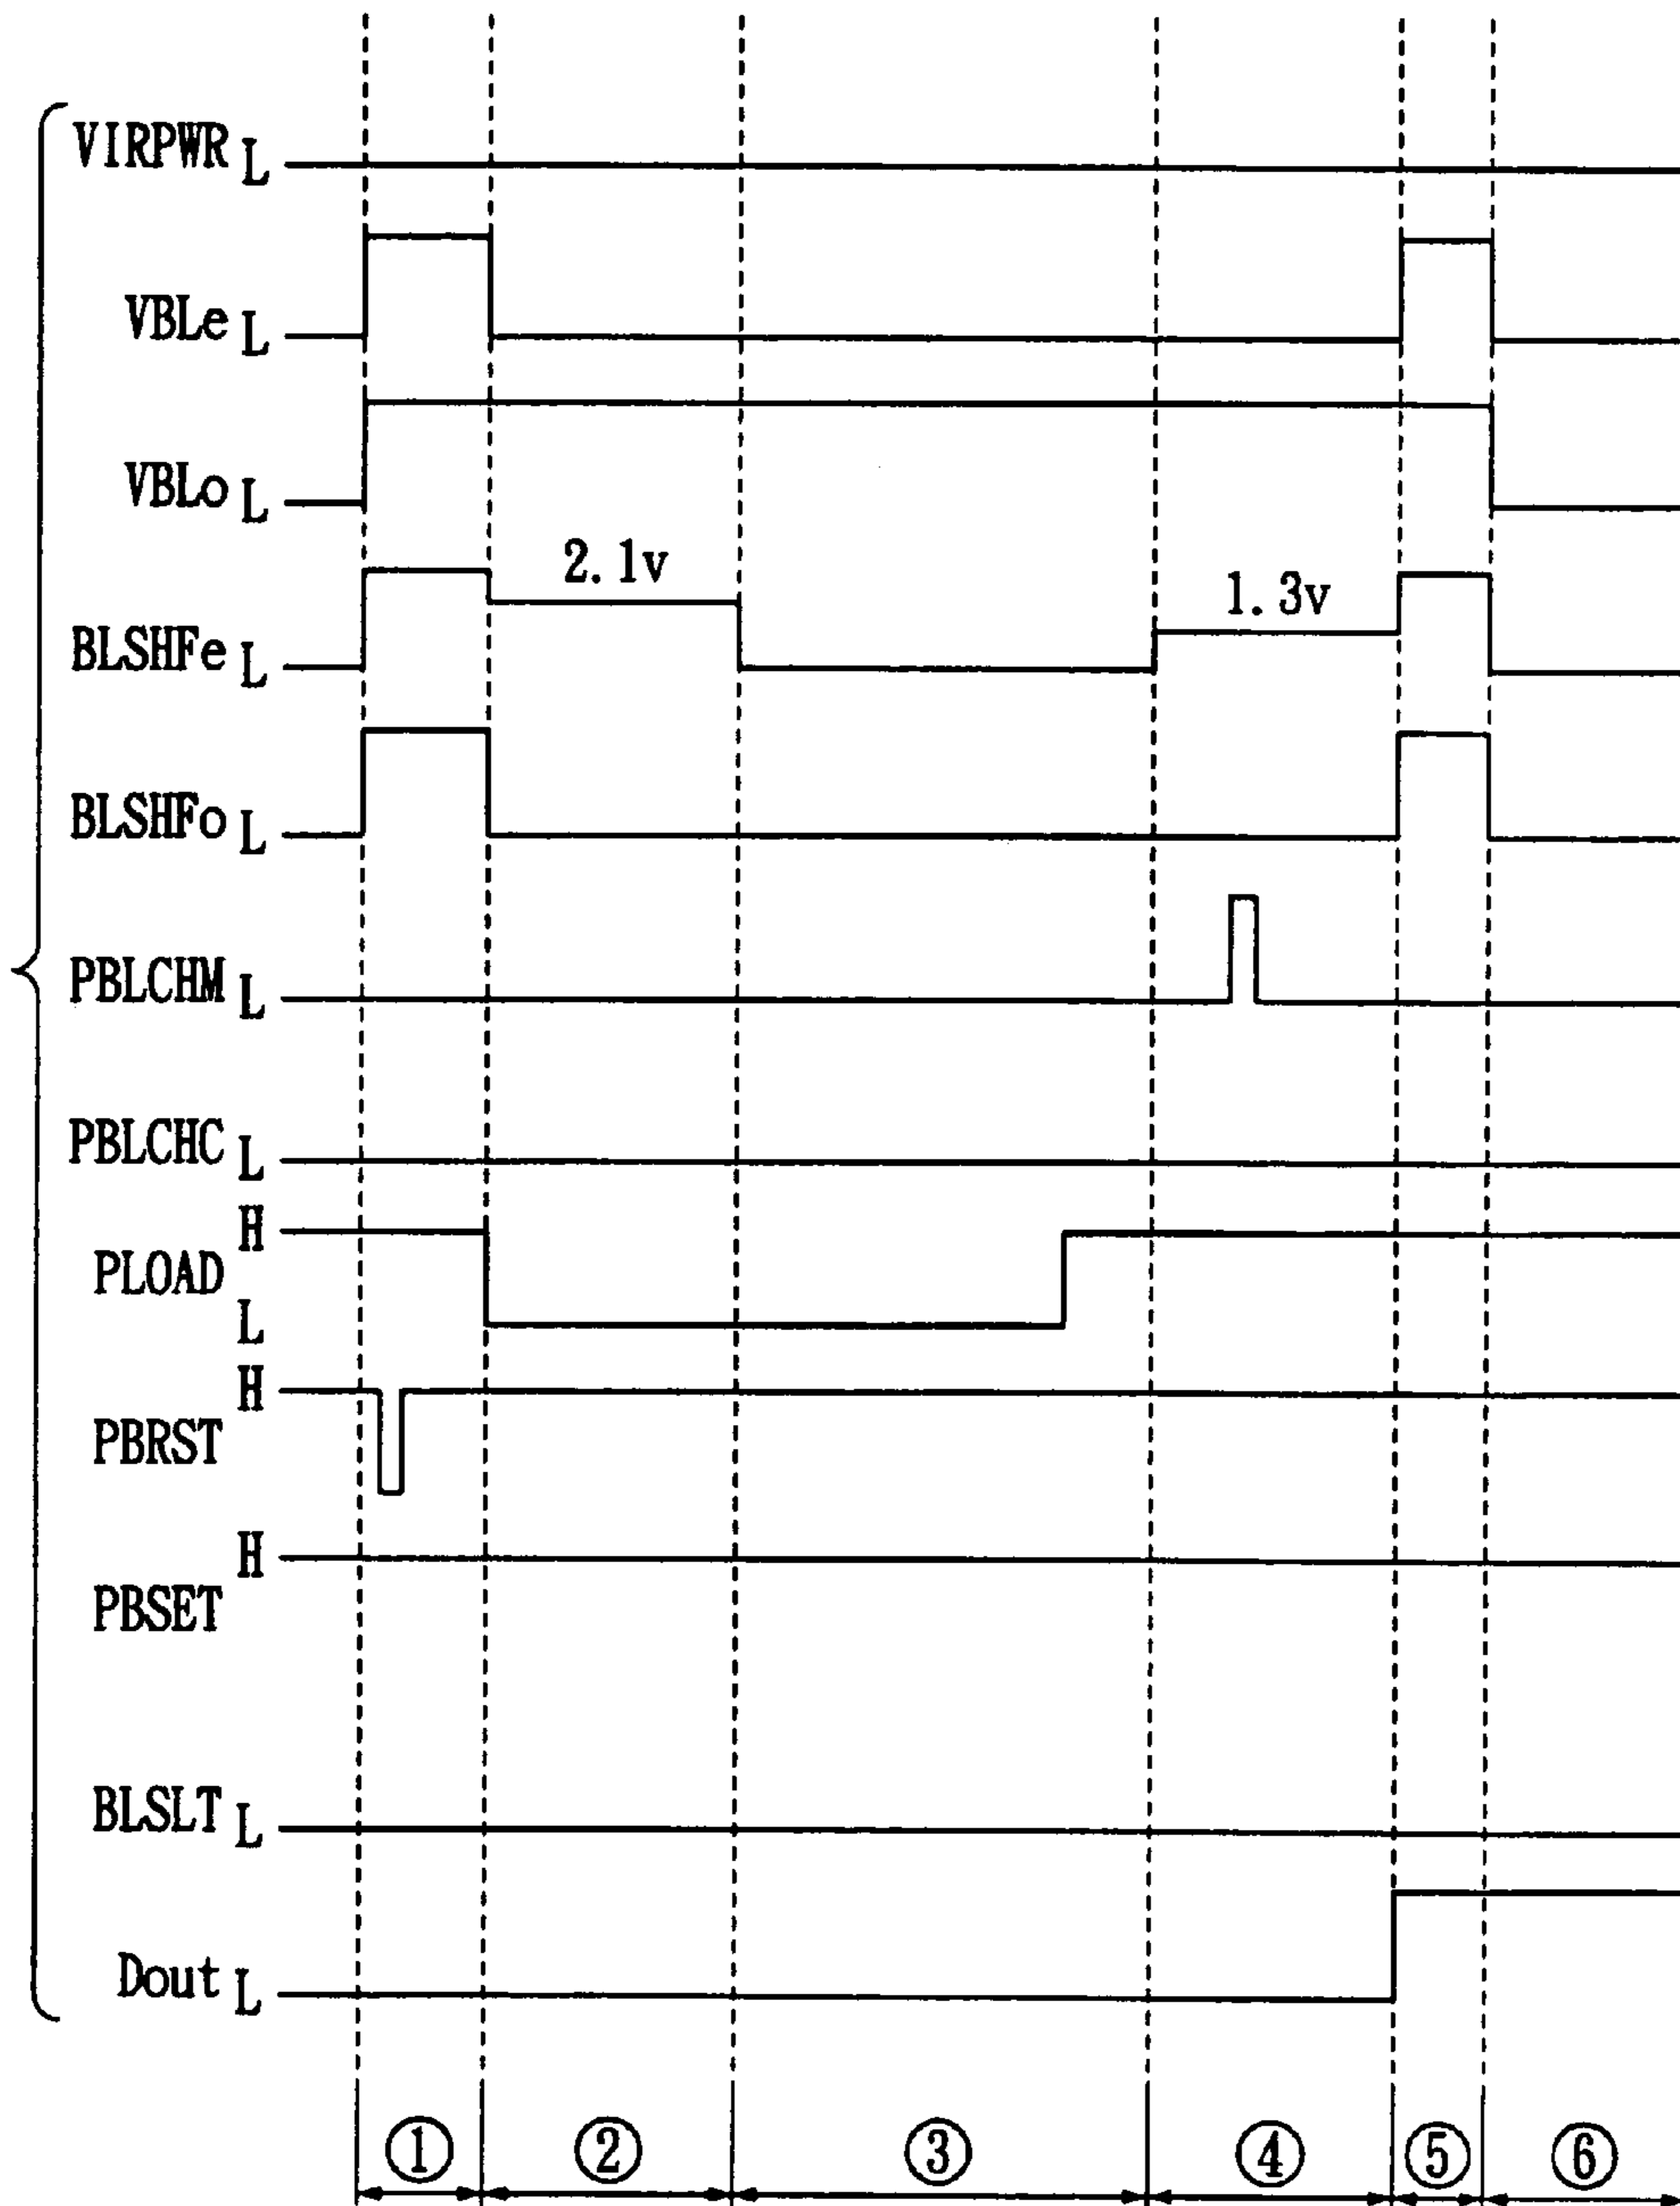 VIRPWR L
VBLe L
VBLo L
2.1v
1.3v
BLSHFe L
BLSHFo L
PBLCHM L
PBLCHC L
H
PLOAD
L
H
PBRST
H
PBSET
BLSLT L
Dout L
① ② ③ ④ ⑤ ⑥